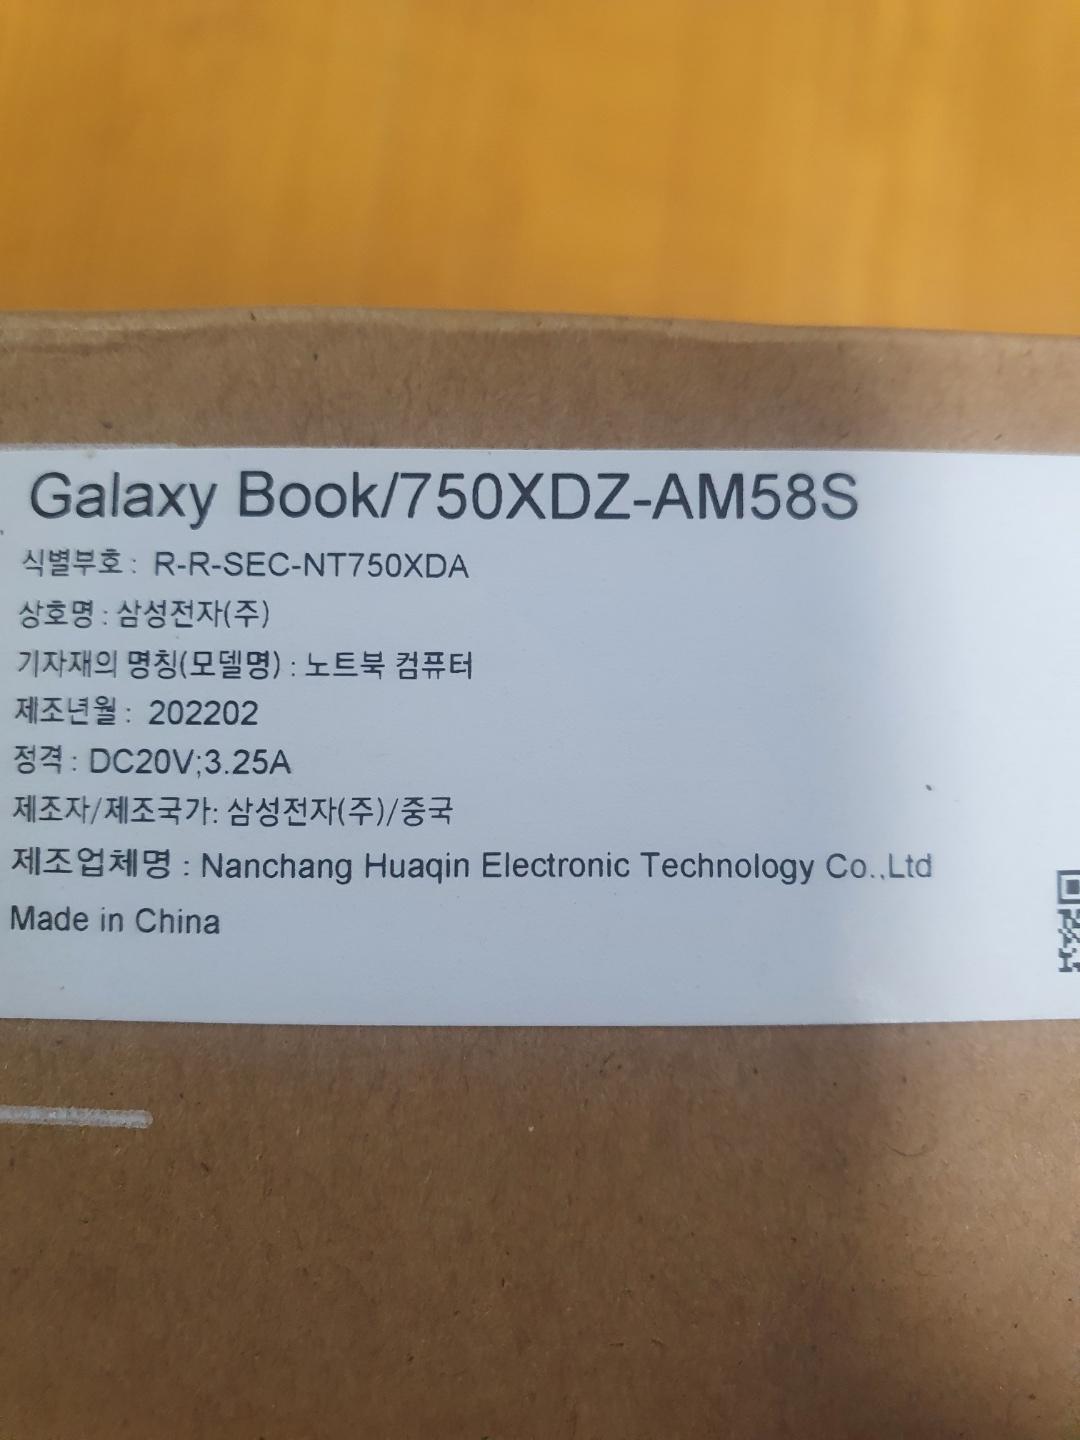 Galaxy Book/750XDZ-AM58S
식별부호 : R-R-SEC-NT750XDA
상호명 : 삼성전자(주)
기자재의 명칭(모델명) : 노트북 컴퓨터
제조년월 : 202202
정격 : DC20V;3.25A
제조자/제조국가: 삼성전자(주)/중국
제조업체명 : Nanchang Huaqin Electronic Technology Co.,Ltd
Made in China